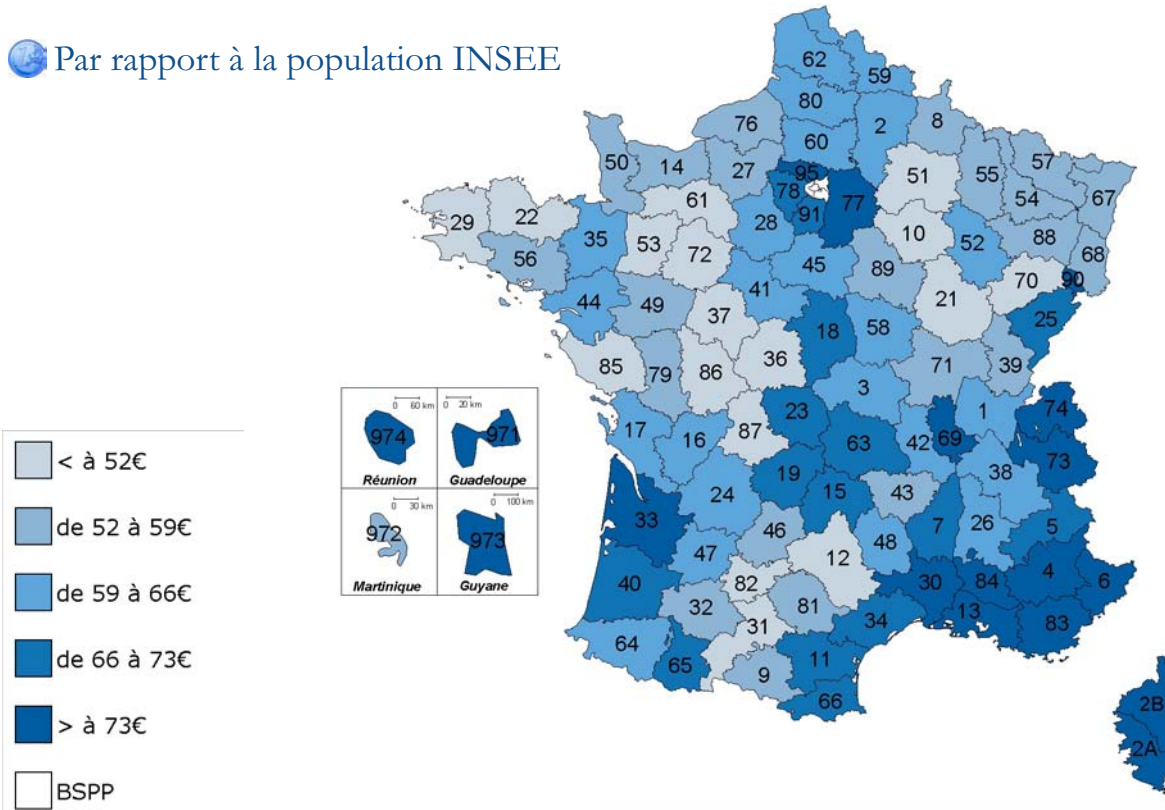 Par rapport à la population INSEE
62 59
80
76 2 8
60
50 14 27 95 51 55 57
78 77 54 67
61 91
29 22 28 10 52 88 68
35 53 72
56 45 89 70 90
41 21
44 49 37 25
18 58
85 79 86 36 71 39
3
23 1 74
17 16 87 63 42 69
38 73
19
24 15 43
33 7 26 5
46 48
47 12
40 82 30 84 4 6
32 81 13
31 34 83
64
65 9 11
66
2B
2A
0 60 km
974
Réunion
0 20 km
971
Guadeloupe
0 30 km
972
Martinique
0 100 km
973
Guyane
< à 52€
de 52 à 59€
de 59 à 66€
de 66 à 73€
> à 73€
BSPP